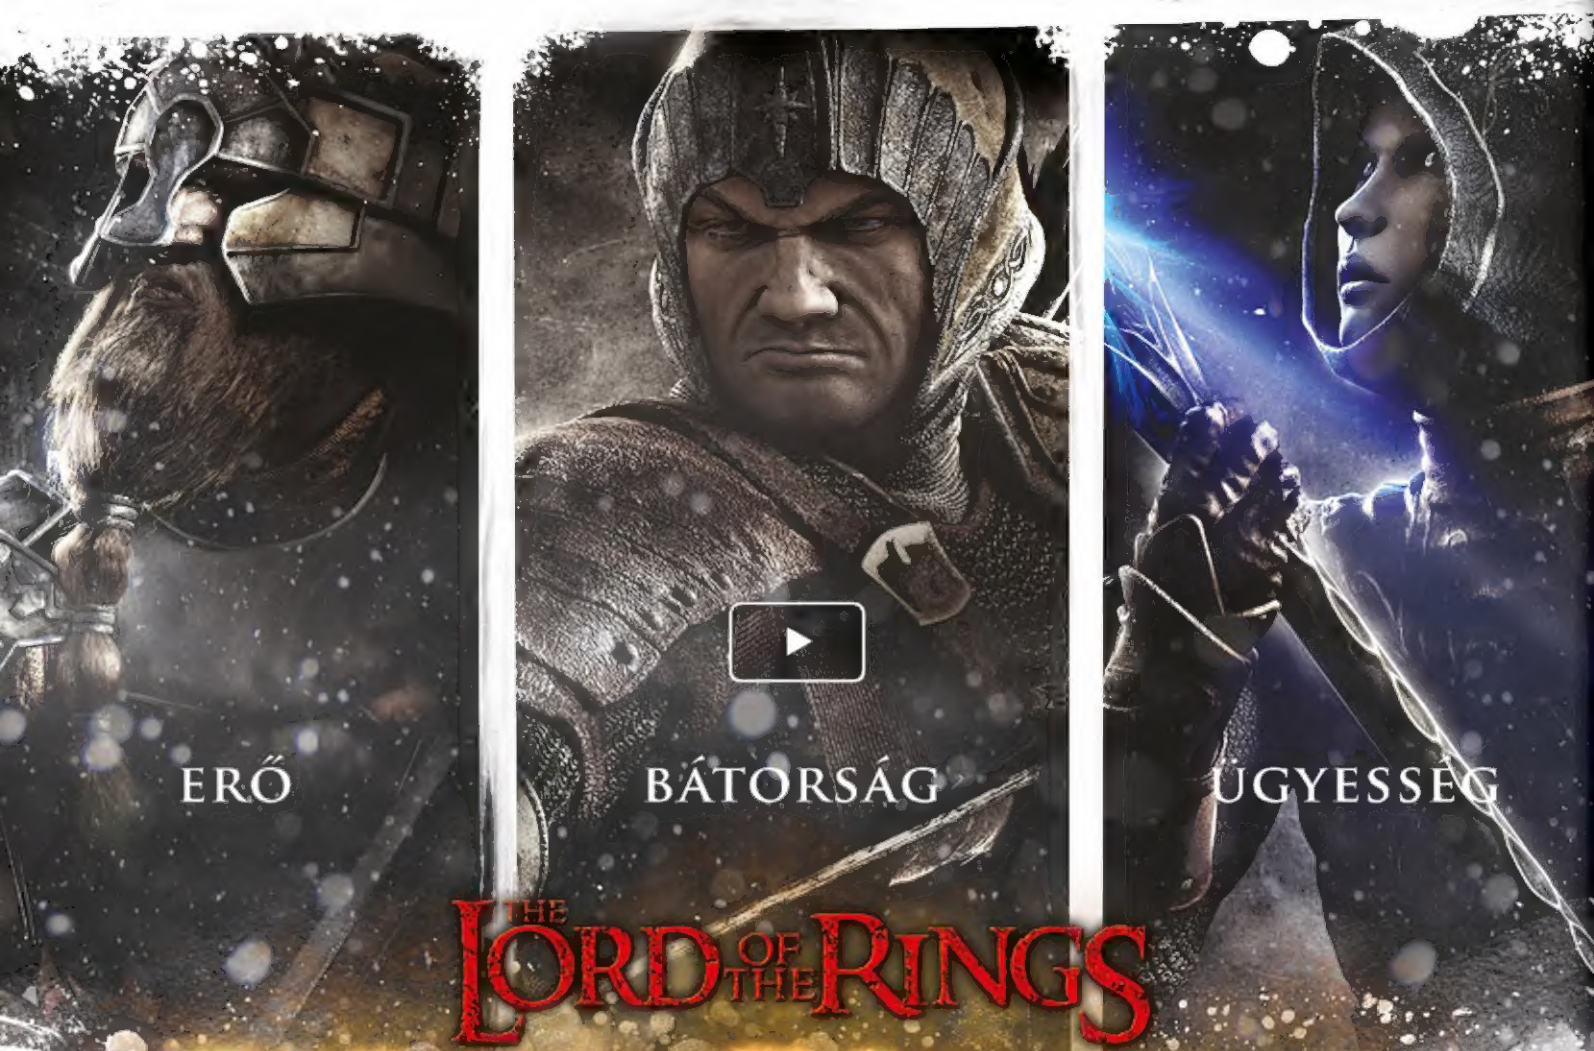 ERŐ
BÁTORSÁG
ÜGYESSÉG
THE LORD OF THE RINGS